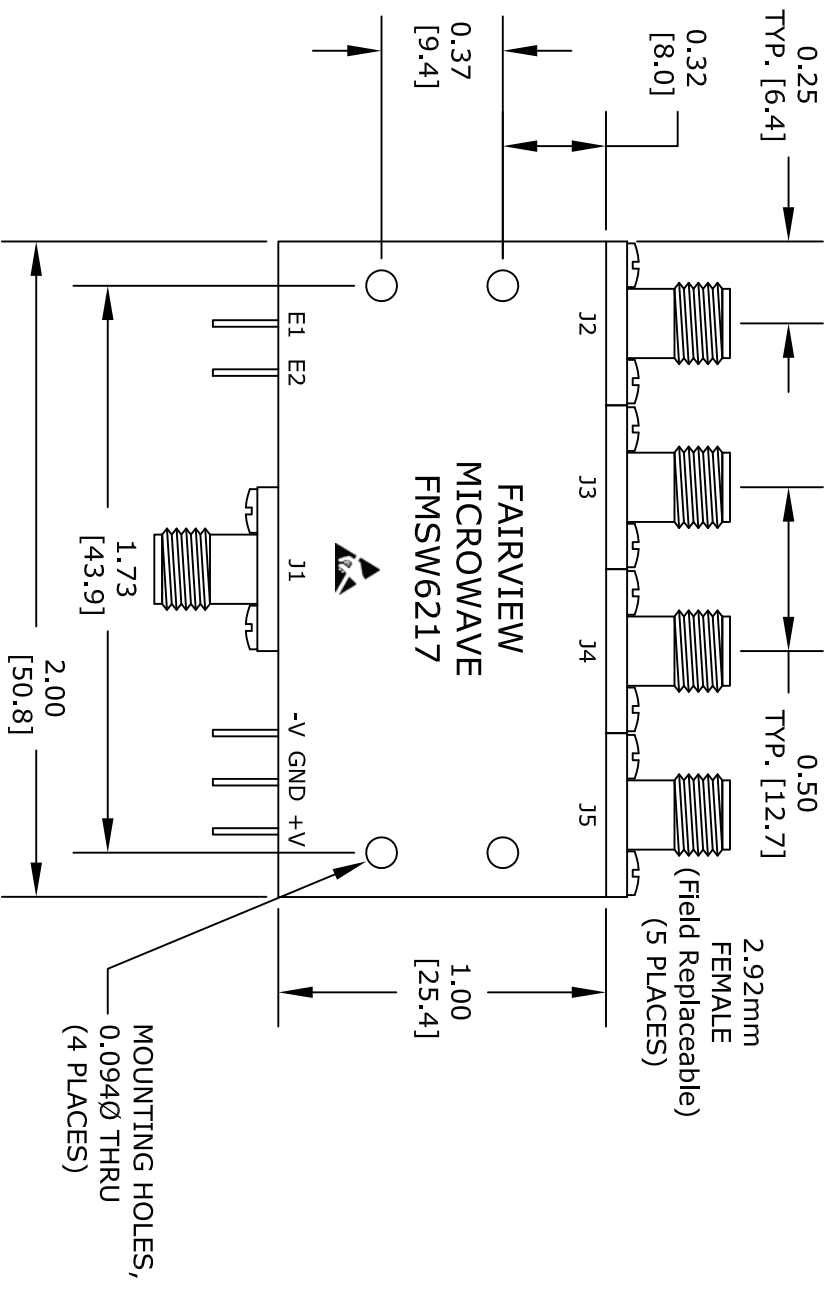 0.25
TYP. [6.4]
0.50
TYP. [12.7]
2.92mm
FEMALE
(Field Replaceable)
(5 PLACES)
0.32
[8.0]
0.37
[9.4]
J2
J3
J4
J5
FAIRVIEW
MICROWAVE
FMSW6217
1.00
[25.4]
E1
E2
J1
-V
GND
+V
1.73
[43.9]
2.00
[50.8]
MOUNTING HOLES,
0.094Ø THRU
(4 PLACES)